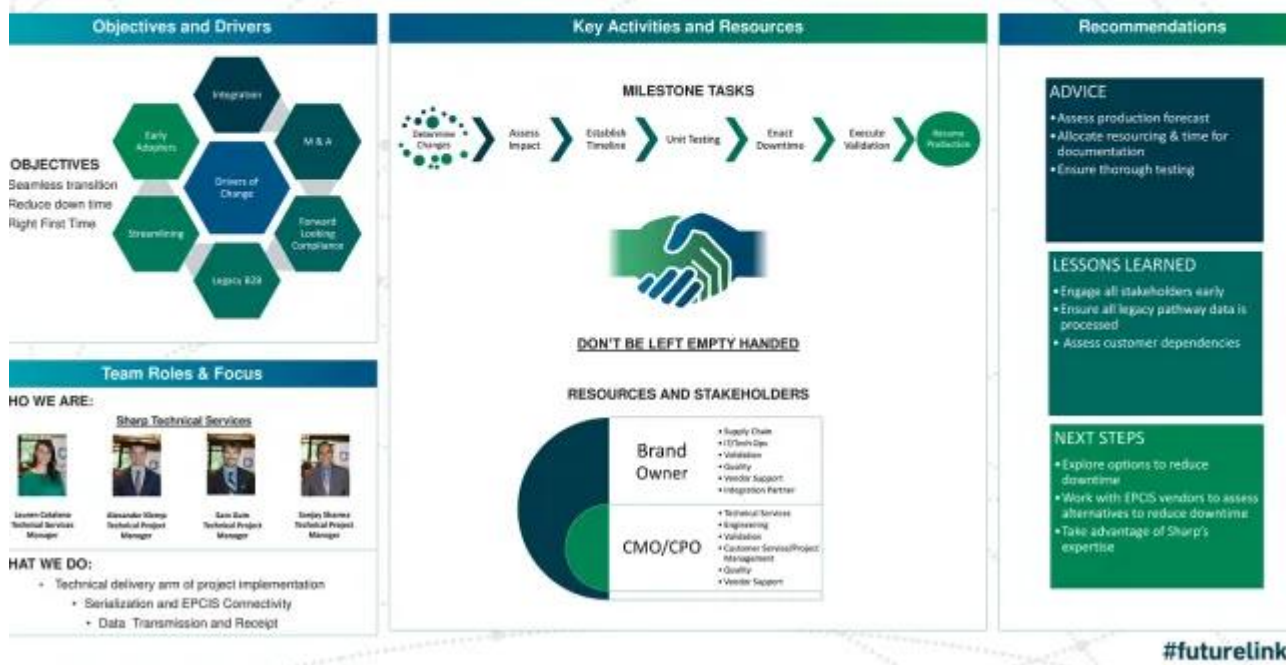 Objectives and Drivers
Integration
Early
Adopters
M & A
Drivers of
Change
Streamlining
Forward
Looking
Compliance
Legacy B2B
OBJECTIVES
Seamless transition
Reduce down time
Right First Time
Team Roles & Focus
HO WE ARE:
Sharp Technical Services
Lauren Catalano
Technical Services
Manager
Alexander
Technical Project
Manager
Sam
Technical Project
Manager
Sanjay Sharma
Technical Project
Manager
HAT WE DO:
• Technical delivery arm of project implementation
• Serialization and EPCIS Connectivity
• Data Transmission and Receipt
Key Activities and Resources
MILESTONE TASKS
Determine
Changes
Assess
Impact
Establish
Timeline
Unit Testing
Enact
Downtime
Execute
Validation
Resume
Production
DON'T BE LEFT EMPTY HANDED
RESOURCES AND STAKEHOLDERS
Brand
Owner
• Supply Chain
• IT/Tech Ops
• Validation
• Quality
• Vendor Support
• Integration Partner
CMO/CPO
• Technical Services
• Engineering
• Validation
• Customer Service/Project
Management
• Quality
• Vendor Support
Recommendations
ADVICE
• Assess production forecast
• Allocate resourcing & time for
documentation
• Ensure thorough testing
LESSONS LEARNED
• Engage all stakeholders early
• Ensure all legacy pathway data is
processed
• Assess customer dependencies
NEXT STEPS
• Explore options to reduce
downtime
• Work with EPCIS vendors to assess
alternatives to reduce downtime
• Take advantage of Sharp's
expertise
#futurelink